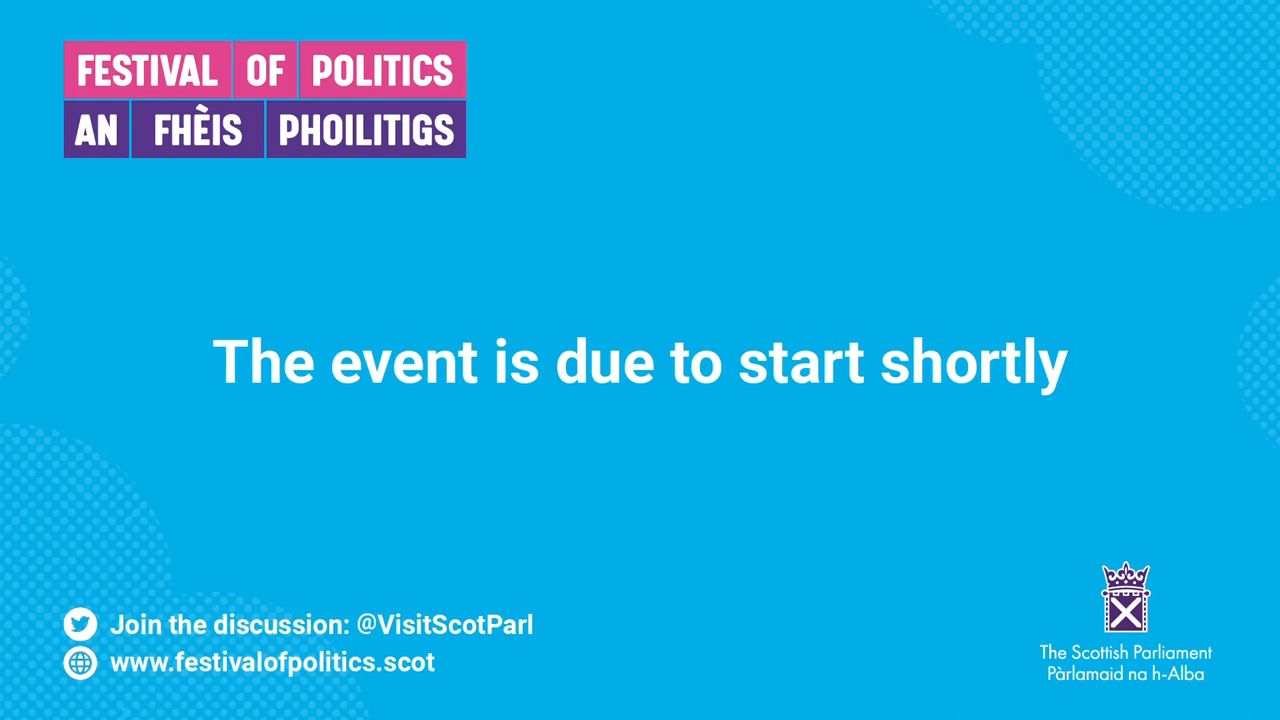 FESTIVAL OF POLITICS
AN FHÈIS PHOILITIGS
The event is due to start shortly
Join the discussion: @VisitScotParl
www.festivalofpolitics.scot
The Scottish Parliament
Pàrlamaid na h-Alba